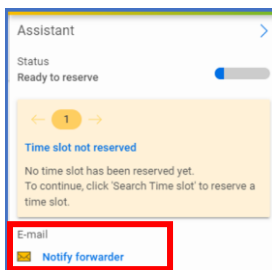 Assistant
Status
Ready to reserve
1
Time slot not reserved
No time slot has been reserved yet.
To continue, click 'Search Time slot' to reserve a
time slot.
E-mail
Notify forwarder